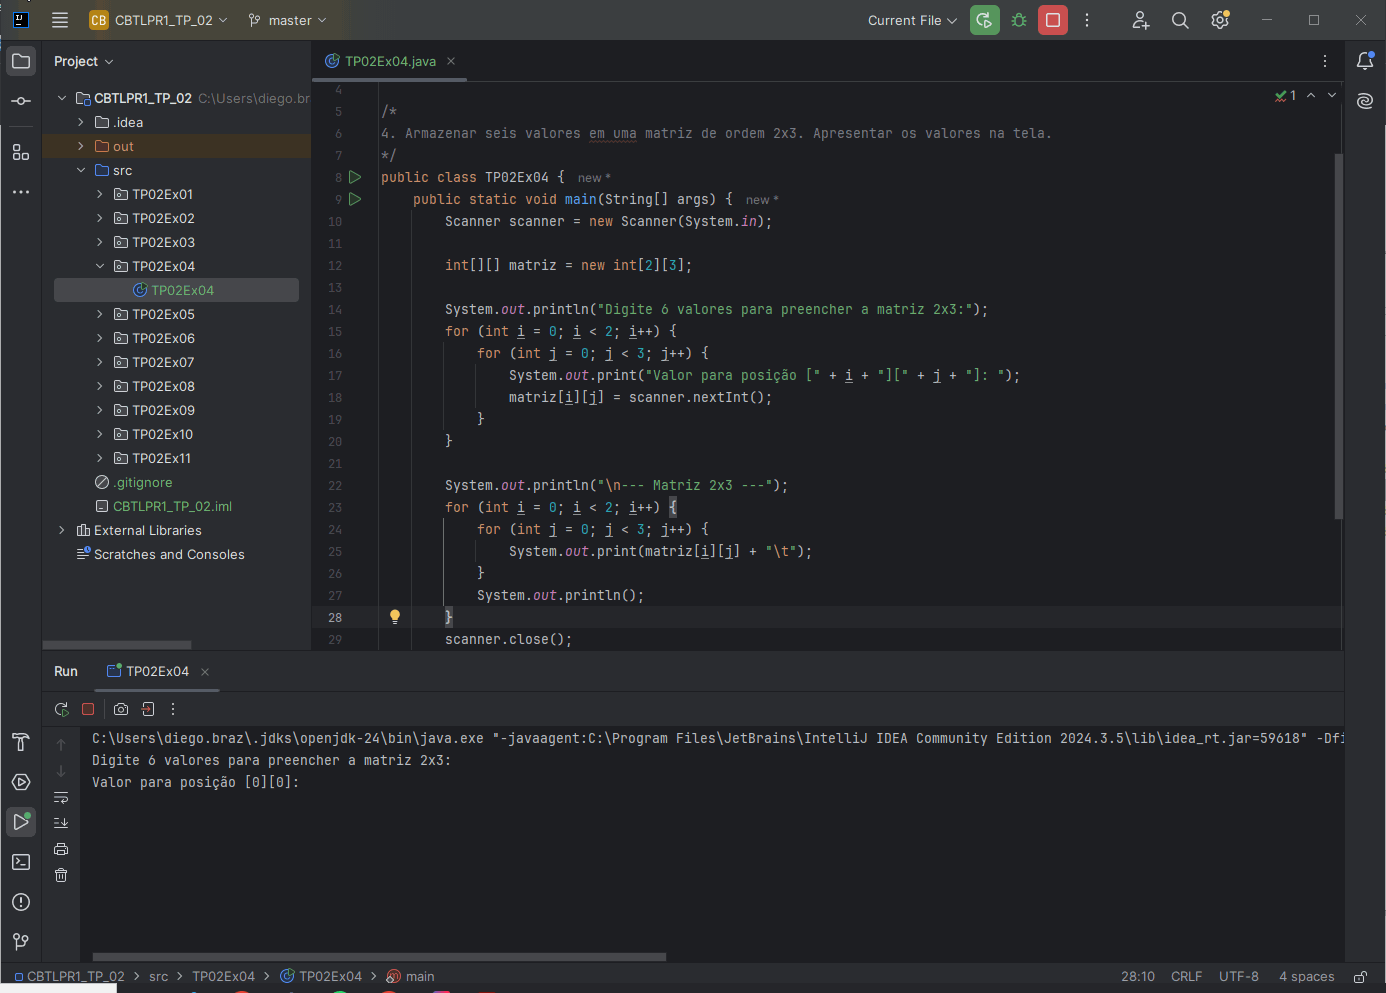 CB CBTLPR1_TP_02 master Current File
Project
TP02Ex04.java
CBTLPR1_TP_02 C:\Users\diego.br
.idea
out
src
TP02Ex01
TP02Ex02
TP02Ex03
TP02Ex04
TP02Ex04
TP02Ex05
TP02Ex06
TP02Ex07
TP02Ex08
TP02Ex09
TP02Ex10
TP02Ex11
.gitignore
CBTLPR1_TP_02.iml
External Libraries
Scratches and Consoles
1
4
5 /*
6 4. Armazenar seis valores em uma matriz de ordem 2x3. Apresentar os valores na tela.
7 */
8 public class TP02Ex04 { new *
9 public static void main(String[] args) { new *
10 Scanner scanner = new Scanner(System.in);
11
12 int[][] matriz = new int[2][3];
13
14 System.out.println("Digite 6 valores para preencher a matriz 2x3:");
15 for (int i = 0; i < 2; i++) {
16 for (int j = 0; j < 3; j++) {
17 System.out.print("Valor para posição [" + i + "][" + j + "]: ");
18 matriz[i][j] = scanner.nextInt();
19 }
20 }
21
22 System.out.println("\n--- Matriz 2x3 ---");
23 for (int i = 0; i < 2; i++) {
24 for (int j = 0; j < 3; j++) {
25 System.out.print(matriz[i][j] + "\t");
26 }
27 System.out.println();
28 }
29 scanner.close();
Run TP02Ex04
C:\Users\diego.braz\.jdks\openjdk-24\bin\java.exe "-javaagent:C:\Program Files\JetBrains\IntelliJ IDEA Community Edition 2024.3.5\lib\idea_rt.jar=59618" -Dfi
Digite 6 valores para preencher a matriz 2x3:
Valor para posição [0][0]:
CBTLPR1_TP_02 > src > TP02Ex04 > TP02Ex04 > main 28:10 CRLF UTF-8 4 spaces